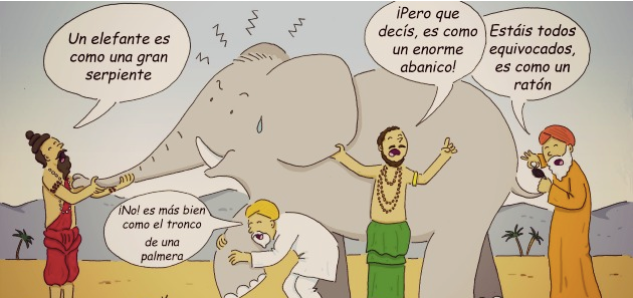 Un elefante es
como una gran
serpiente
¡Pero que
decís, es como
un enorme
abanico!
Estáis todos
equivocados,
es como un
ratón
¡No! es más bien
como el tronco
de una
palmera